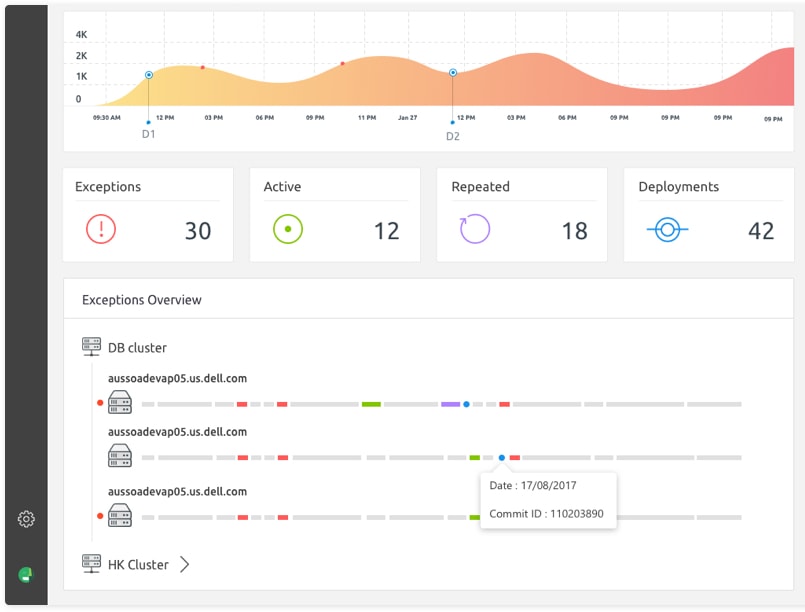 4K
2K
1K
0
09:30 AM 12 PM 03 PM 06 PM 09 PM 11 PM Jan 27 12 PM 03 PM 06 PM 09 PM 09 PM 09 PM 09 PM
D1 D2
Exceptions Active Repeated Deployments
30 12 18 42
Exceptions Overview
DB cluster
aussoadevap05.us.dell.com
aussoadevap05.us.dell.com
Date : 17/08/2017
aussoadevap05.us.dell.com
Commit ID : 110203890
HK Cluster